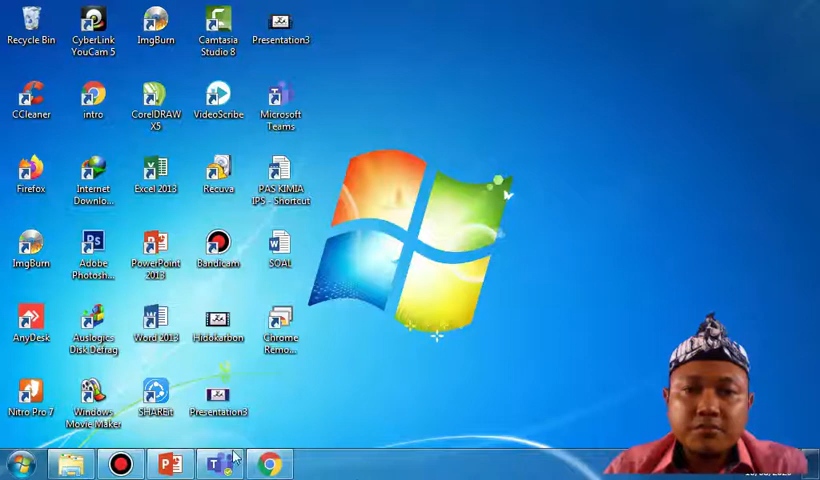 Recycle Bin
CyberLink
YouCam 5
ImgBurn
Camtasia
Studio 8
Presentation3
CCleaner
intro
CorelDRAW
X5
VideoScribe
Microsoft
Teams
Firefox
Internet
Downlo...
Excel 2013
Recuva
PAS KIMIA
IPS - Shortcut
ImgBurn
Adobe
Photosh...
PowerPoint
2013
Bandicam
SOAL
AnyDesk
Auslogics
Disk Defrag
Word 2013
Hidokarbon
Chrome
Remo...
Nitro Pro 7
Windows
Movie Maker
SHAREit
Presentation3